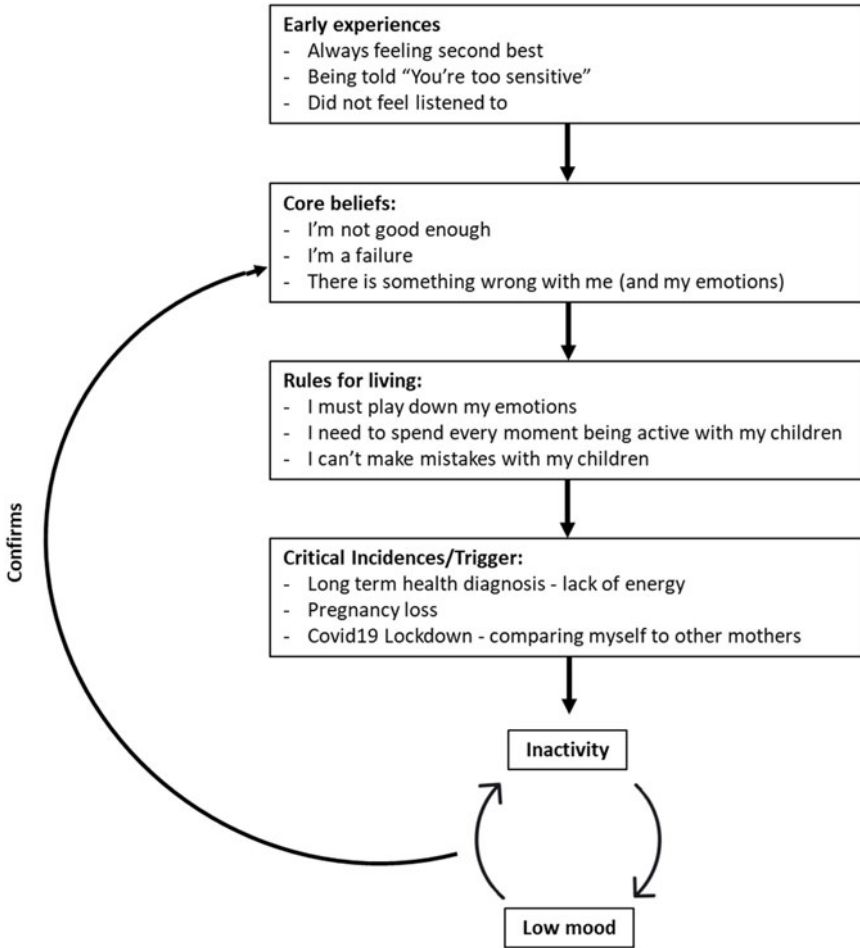 Early experiences
- Always feeling second best
- Being told “You’re too sensitive”
- Did not feel listened to
Core beliefs:
- I’m not good enough
- I’m a failure
- There is something wrong with me (and my emotions)
Rules for living:
- I must play down my emotions
- I need to spend every moment being active with my children
- I can’t make mistakes with my children
Confirms
Critical Incidences/Trigger:
- Long term health diagnosis - lack of energy
- Pregnancy loss
- Covid19 Lockdown - comparing myself to other mothers
Inactivity
Low mood